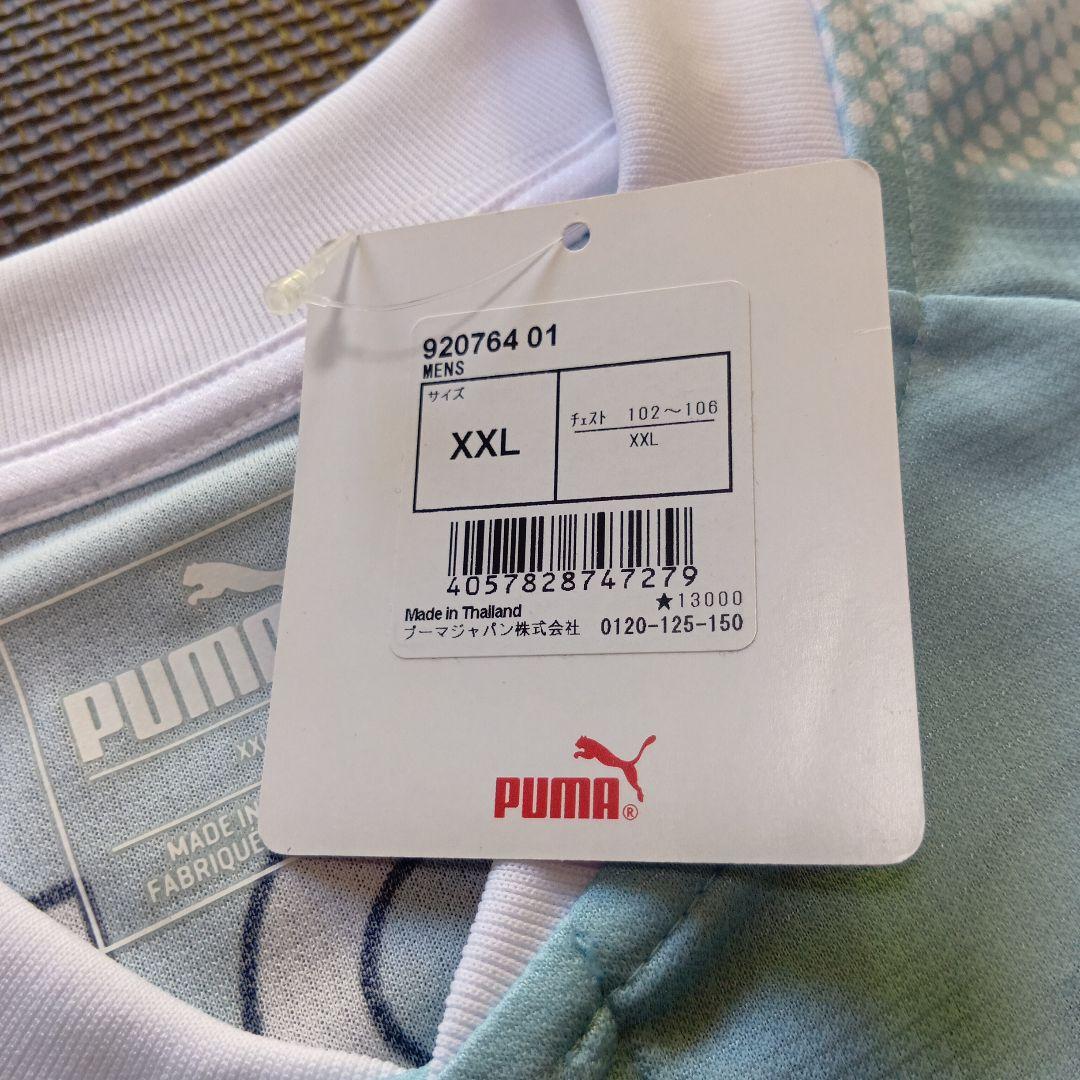 920764 01
MENS
サイズ
XXL
チェスト 102～106
XXL
4057828747279
★13000
Made in Thailand
プーマジャパン株式会社 0120-125-150
PUMA®
PUMA
MADE IN